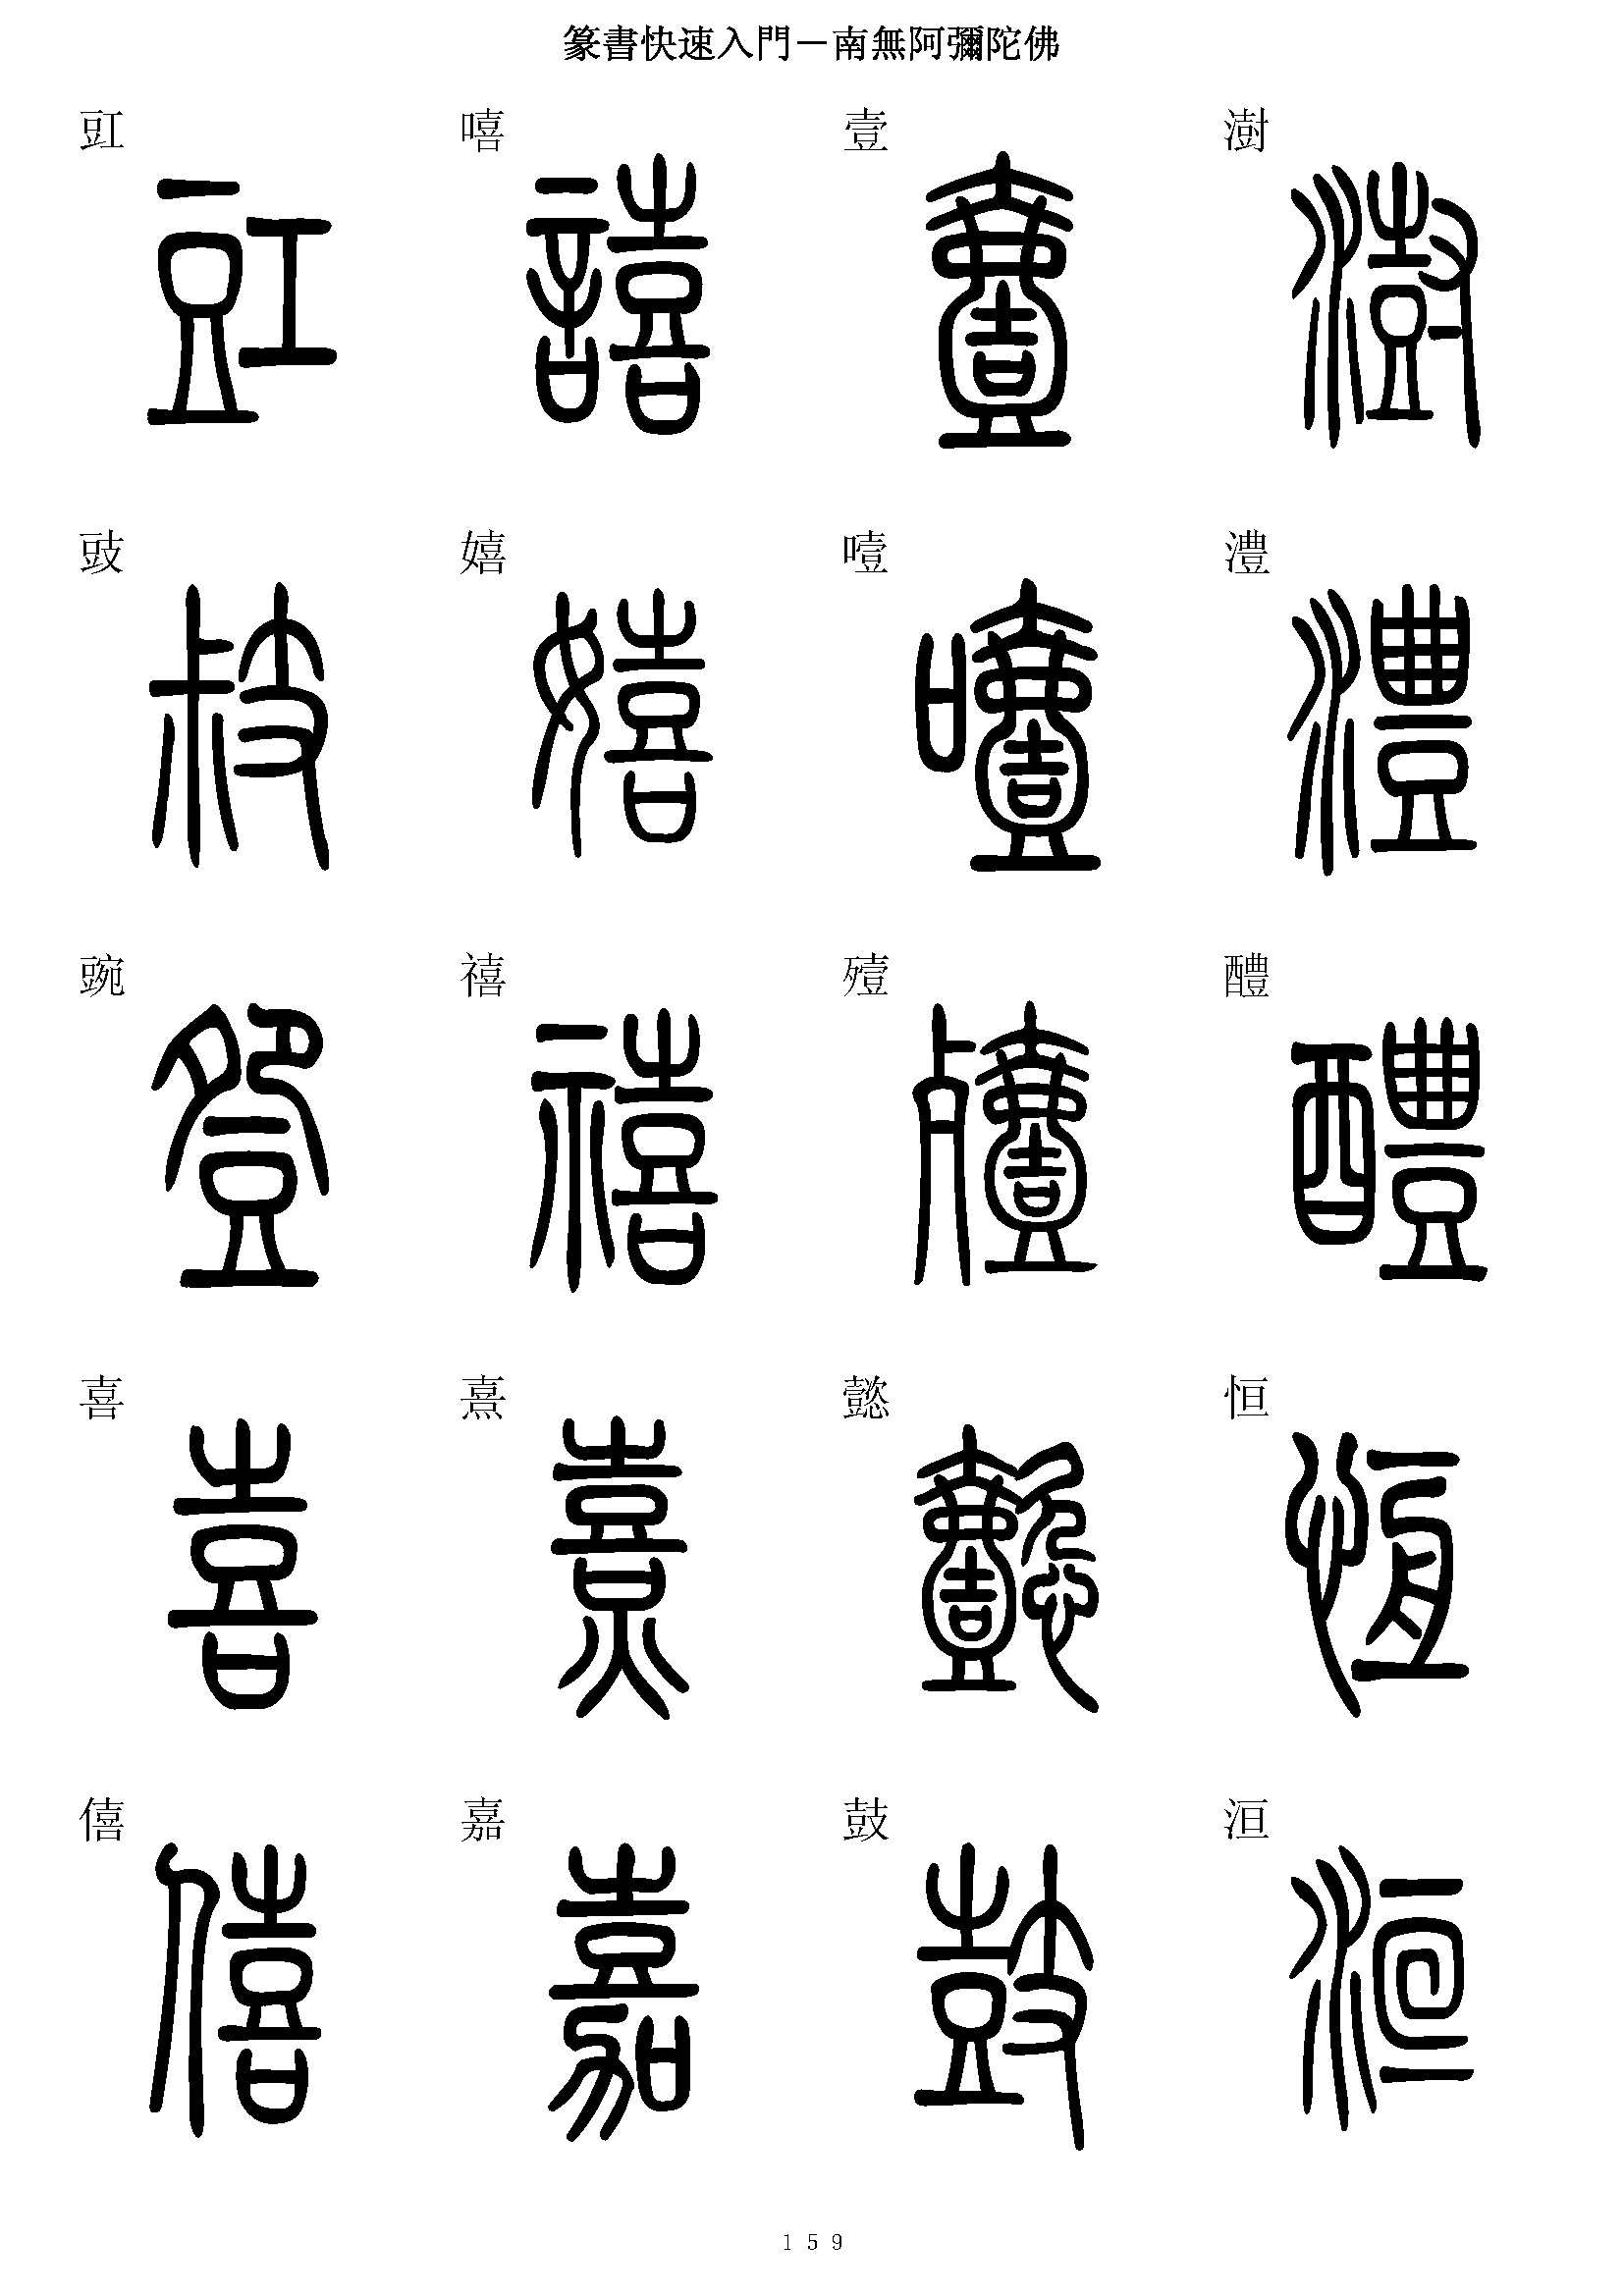 篆書快速入門－南無阿彌陀佛
豇 嘻 壹 澍
豉 嬉 噎 澧
豌 禧 殪 醴
喜 熹 懿 恒
僖 嘉 鼓 洹
159